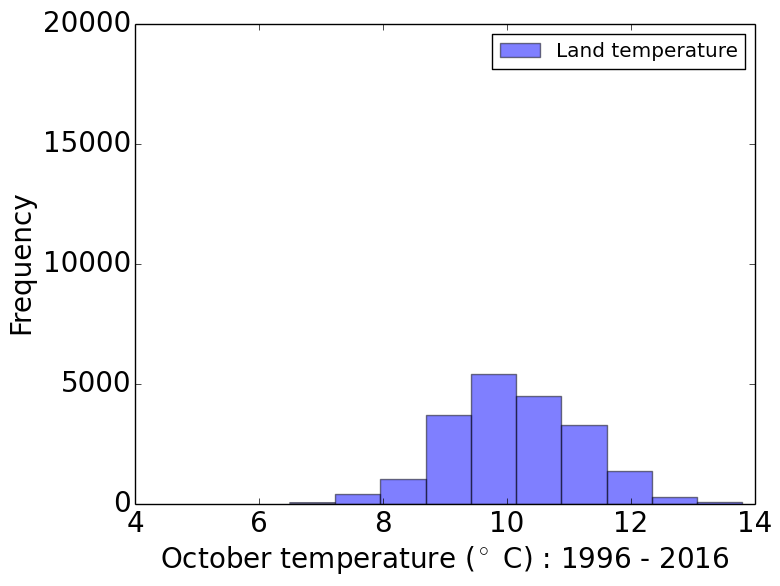 20000
Land temperature
15000
Frequency
10000
5000
0
4 6 8 10 12 14
October temperature (° C) : 1996 - 2016